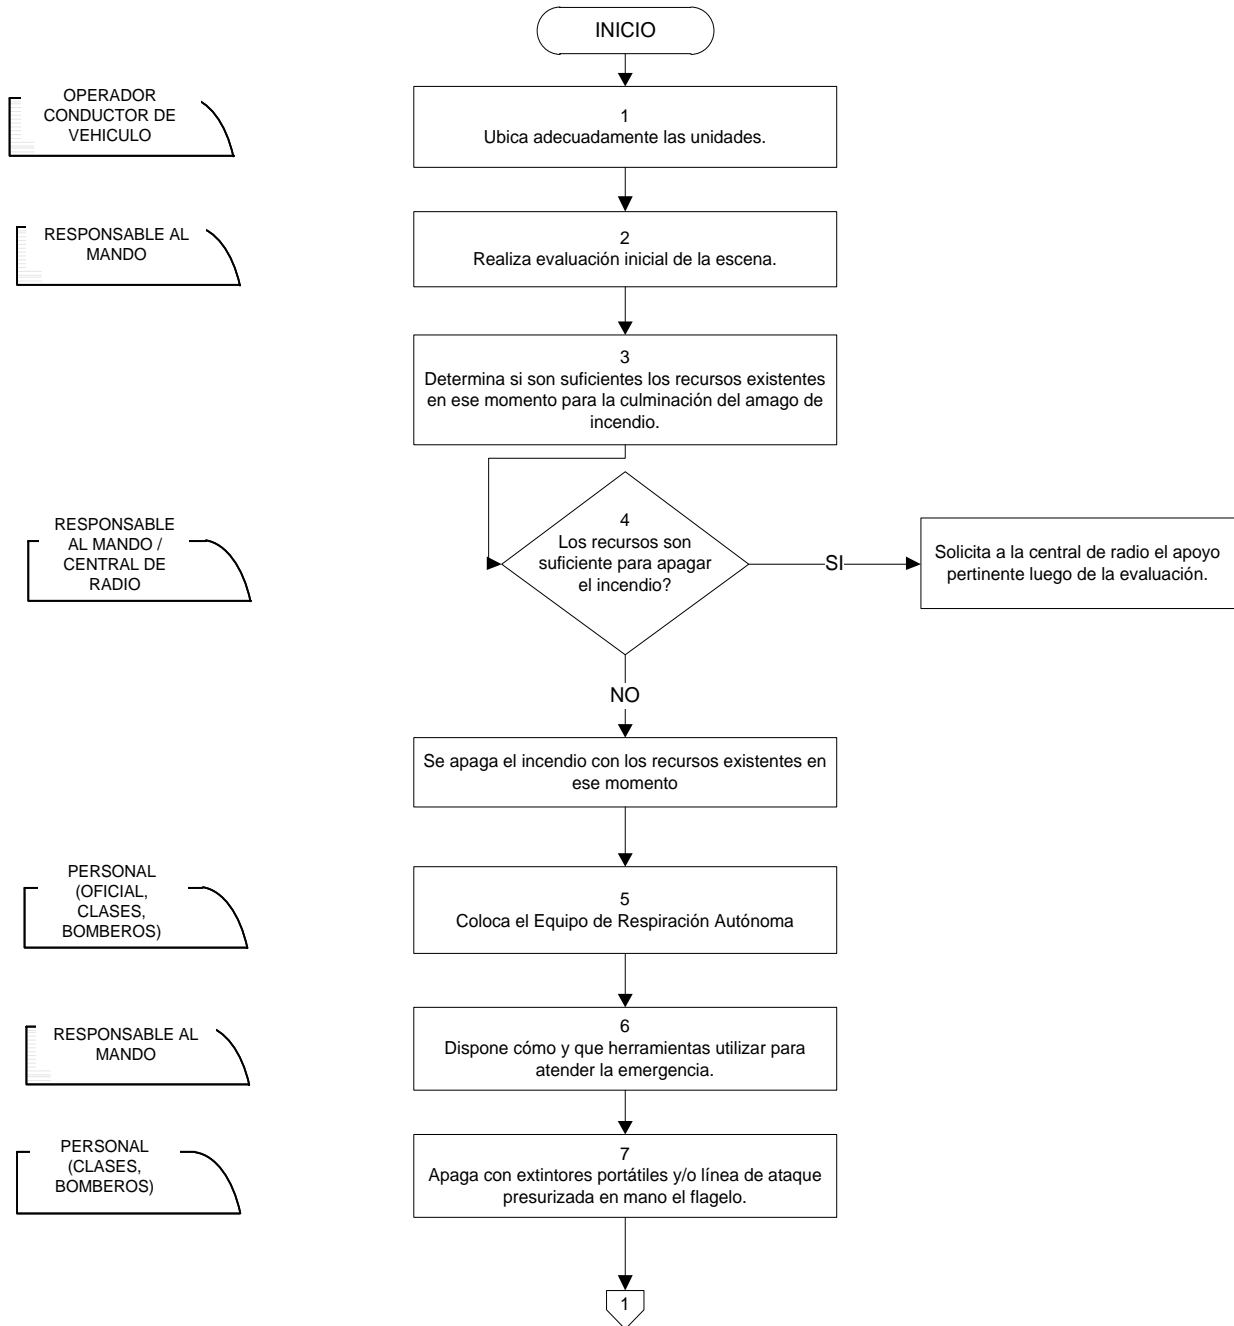 INICIO
OPERADOR
CONDUCTOR DE
VEHICULO
1
Ubica adecuadamente las unidades.
RESPONSABLE AL
MANDO
2
Realiza evaluación inicial de la escena.
3
Determina si son suficientes los recursos existentes
en ese momento para la culminación del amago de
incendio.
RESPONSABLE
AL MANDO /
CENTRAL DE
RADIO
4
Los recursos son
suficiente para apagar
el incendio?
SI
Solicita a la central de radio el apoyo
pertinente luego de la evaluación.
NO
Se apaga el incendio con los recursos existentes en
ese momento
PERSONAL
(OFICIAL,
CLASES,
BOMBEROS)
5
Coloca el Equipo de Respiración Autónoma
RESPONSABLE AL
MANDO
6
Dispone cómo y que herramientas utilizar para
atender la emergencia.
PERSONAL
(CLASES,
BOMBEROS)
7
Apaga con extintores portátiles y/o línea de ataque
presurizada en mano el flagelo.
1